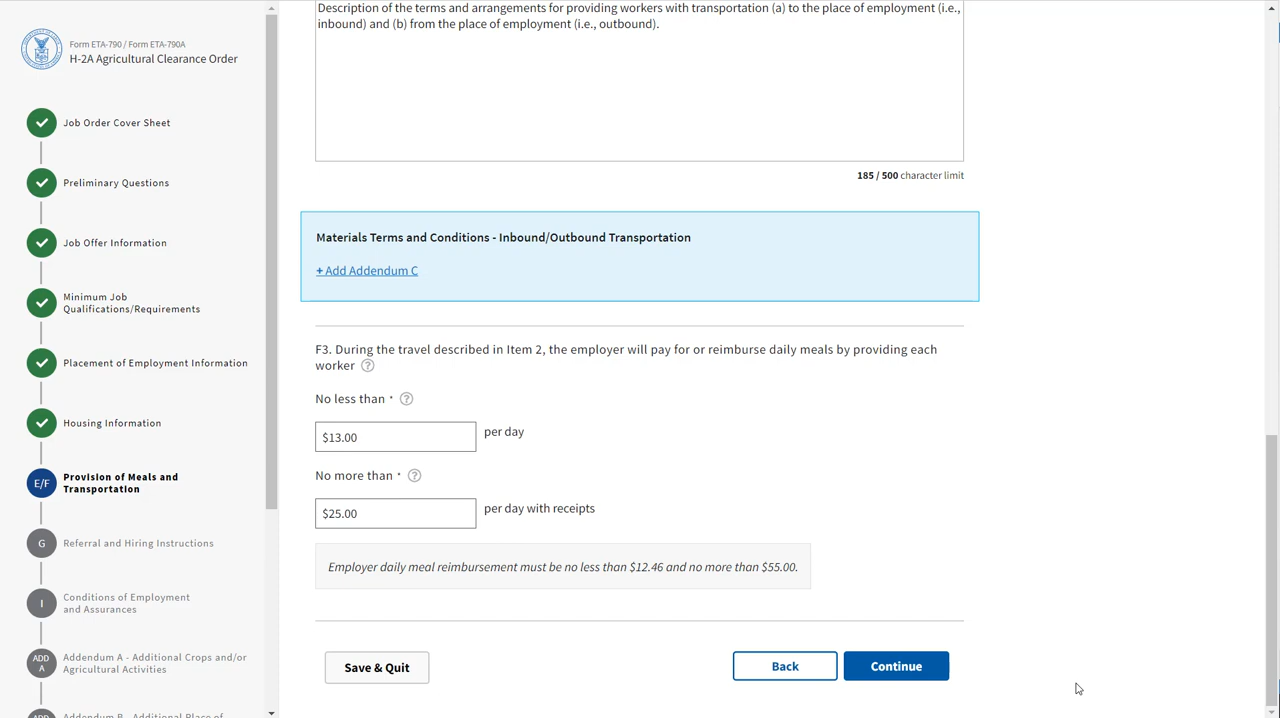 Form ETA-790 / Form ETA-790A
H-2A Agricultural Clearance Order
Job Order Cover Sheet
Preliminary Questions
Job Offer Information
Minimum Job
Qualifications/Requirements
Placement of Employment Information
Housing Information
E/F
Provision of Meals and
Transportation
G
Referral and Hiring Instructions
I
Conditions of Employment
and Assurances
ADD
A
Addendum A - Additional Crops and/or
Agricultural Activities
ADD
Addendum B - Additional Place of
Description of the terms and arrangements for providing workers with transportation (a) to the place of employment (i.e.,
inbound) and (b) from the place of employment (i.e., outbound).
185 / 500 character limit
Materials Terms and Conditions - Inbound/Outbound Transportation
+ Add Addendum C
F3. During the travel described in Item 2, the employer will pay for or reimburse daily meals by providing each
worker ?
No less than * ?
$13.00 per day
No more than * ?
$25.00 per day with receipts
Employer daily meal reimbursement must be no less than $12.46 and no more than $55.00.
Save & Quit
Back
Continue